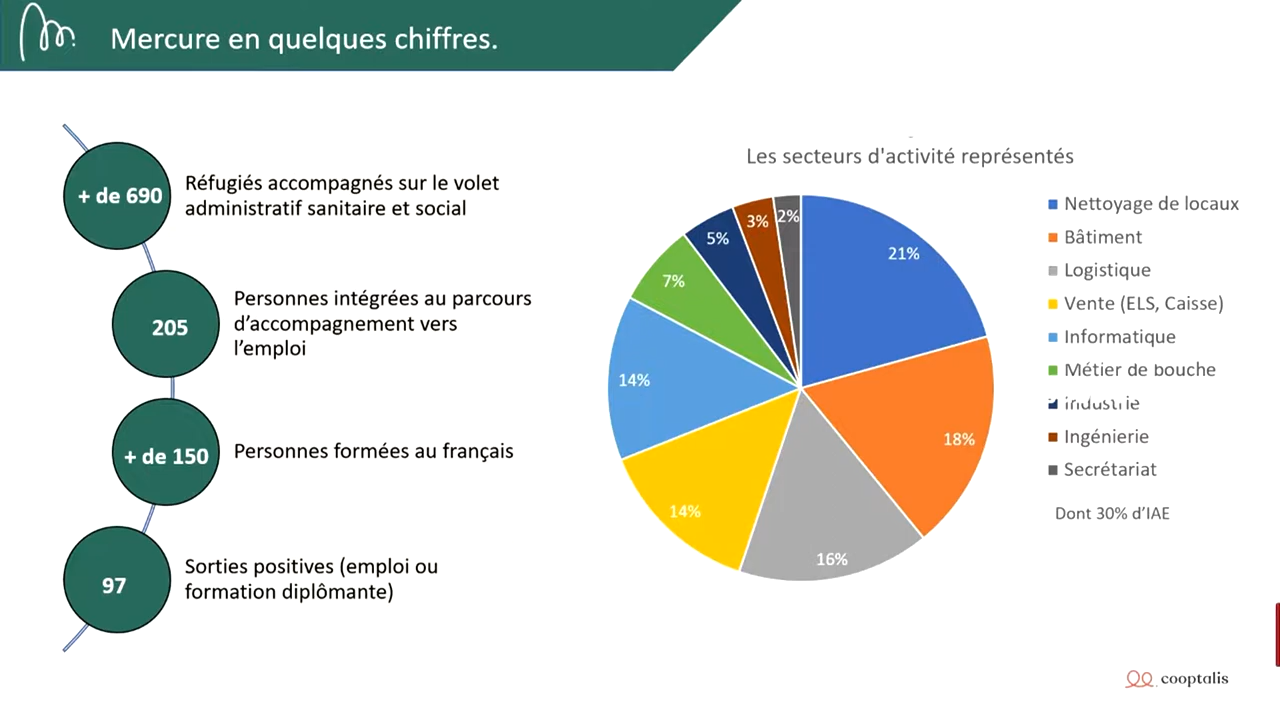 Mercure en quelques chiffres.
+ de 690
Réfugiés accompagnés sur le volet
administratif sanitaire et social
205
Personnes intégrées au parcours
d’accompagnement vers
l’emploi
+ de 150
Personnes formées au français
97
Sorties positives (emploi ou
formation diplômante)
Les secteurs d'activité représentés
21%
18%
16%
14%
14%
7%
5%
3%
2%
Nettoyage de locaux
Bâtiment
Logistique
Vente (ELS, Caisse)
Informatique
Métier de bouche
Industrie
Ingénierie
Secrétariat
Dont 30% d’IAE
cooptalis